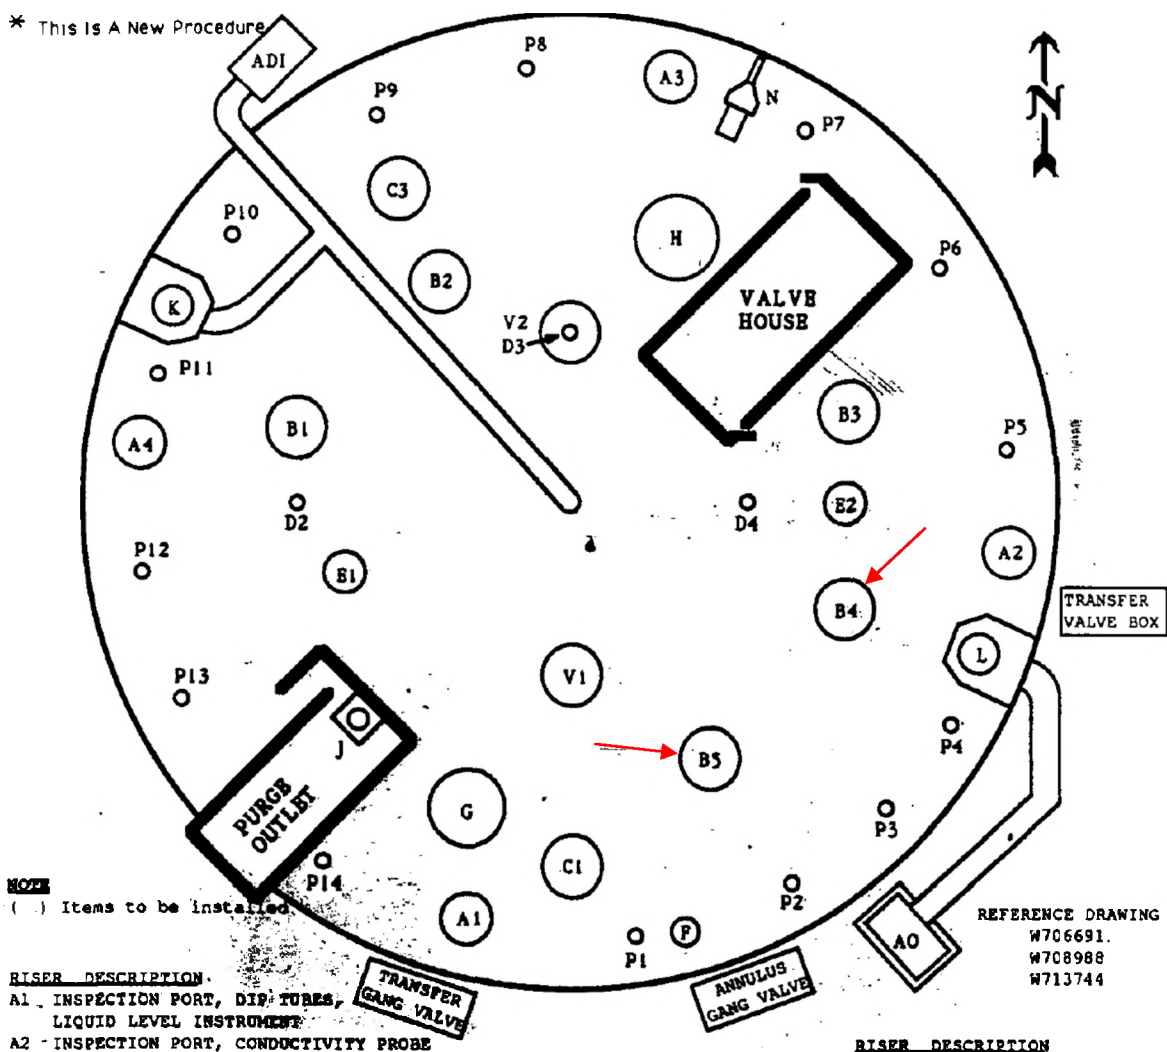 * This Is A New Procedure
ADI
P8
A3
N
P9
P7
C3
P10
H
P6
B2
K
VALVE
HOUSE
V2
D3
P11
B3
A4
B1
P5
D2
D4
E2
A2
P12
E1
B4
TRANSFER
VALVE BOX
L
V1
P13
P4
J
B5
PURGE
OUTLET
G
P3
C1
P14
NOTE
( ) Items to be installed
A1
P2
F
P1
AO
REFERENCE DRAWING
W706691.
W708988
W713744
TRANSFER
GANG VALVE
ANNULUS
GANG VALVE
RISER DESCRIPTION
A1 - INSPECTION PORT, DIP TUBES,
LIQUID LEVEL INSTRUMENT
A2 - INSPECTION PORT, CONDUCTIVITY PROBE
RISER DESCRIPTION